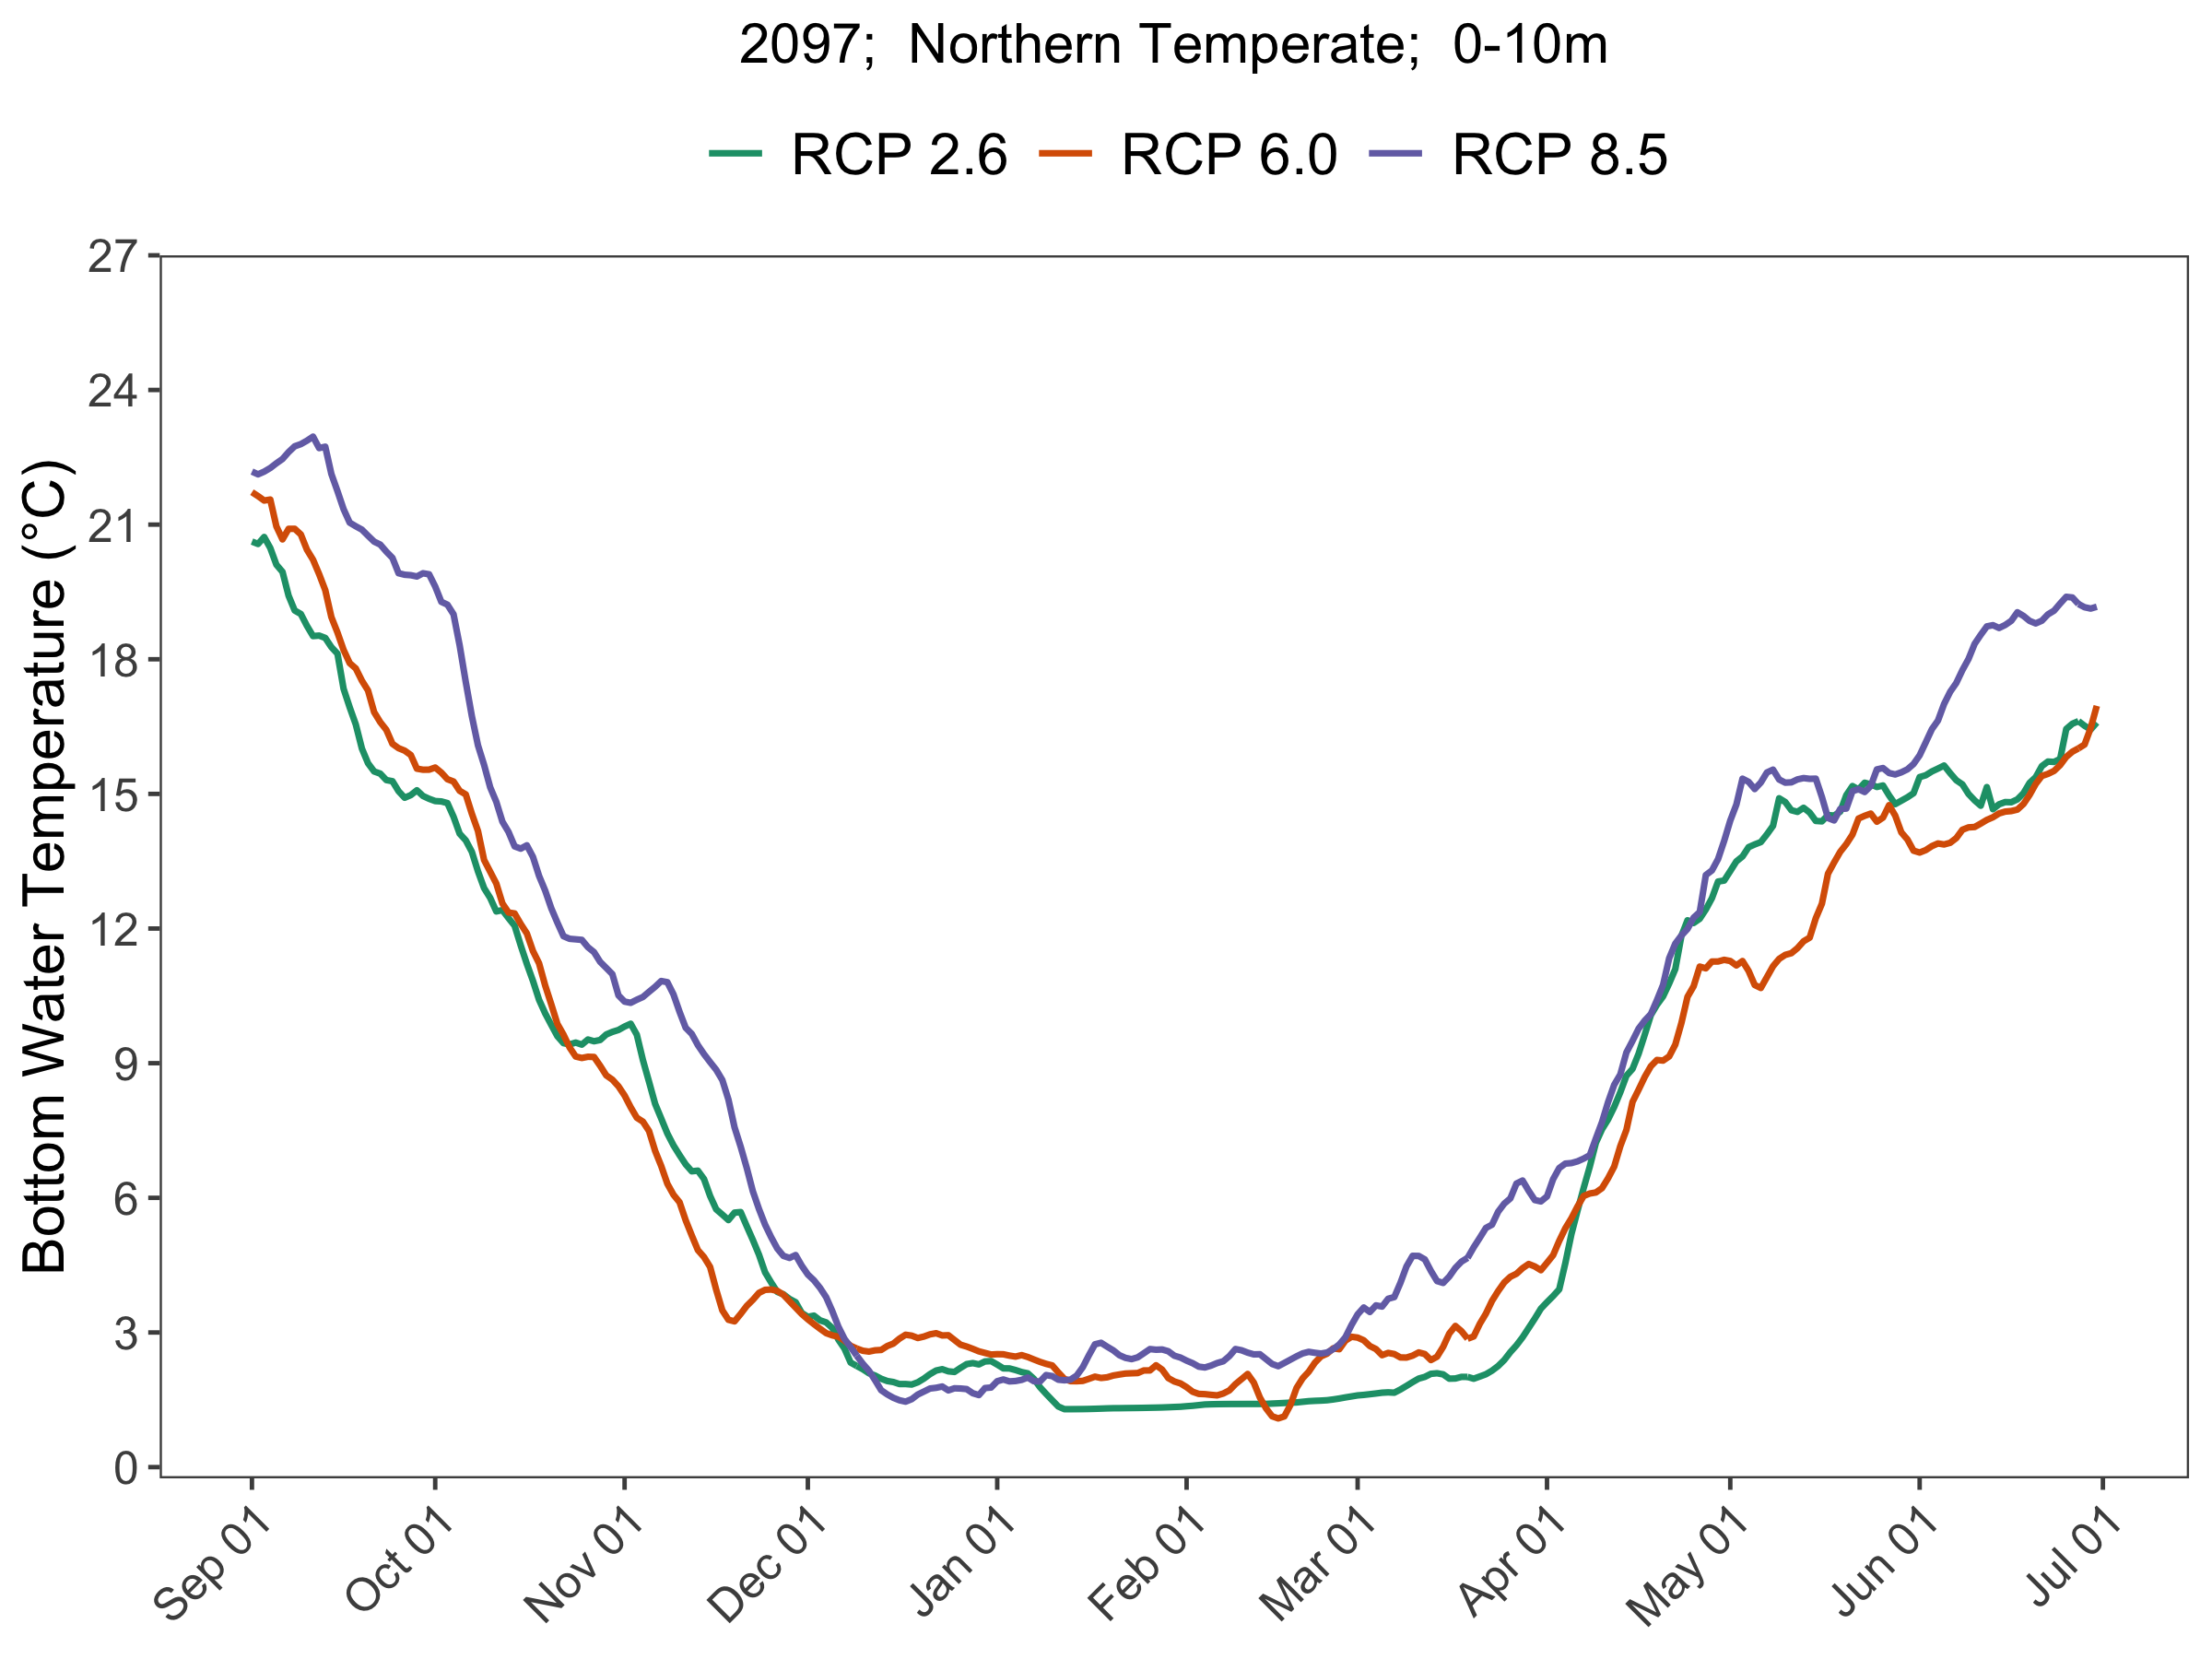 2097;  Northern Temperate;  0-10m
RCP 2.6 RCP 6.0 RCP 8.5
Bottom Water Temperature (°C)
27
24
21
18
15
12
9
6
3
0
Sep 01 Oct 01 Nov 01 Dec 01 Jan 01 Feb 01 Mar 01 Apr 01 May 01 Jun 01 Jul 01